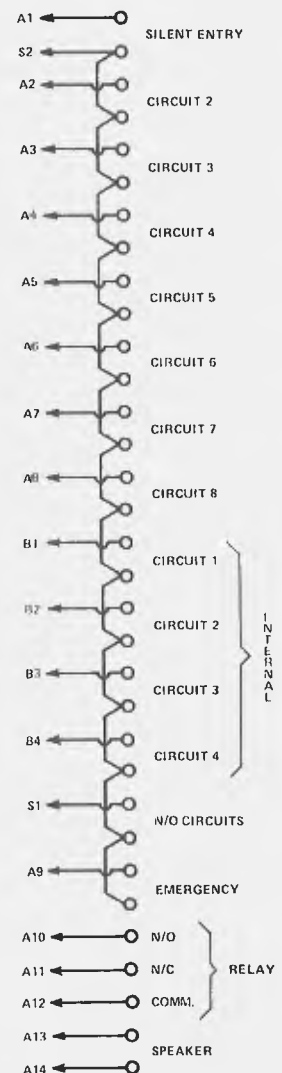 A1
SILENT ENTRY
S2
A2
CIRCUIT 2
A3
CIRCUIT 3
A4
CIRCUIT 4
A5
CIRCUIT 5
A6
CIRCUIT 6
A7
CIRCUIT 7
A8
CIRCUIT 8
B1
CIRCUIT 1
B2
CIRCUIT 2
B3
CIRCUIT 3
B4
CIRCUIT 4
INTERNAL
S1
N/O CIRCUITS
A9
EMERGENCY
A10 N/O
A11 N/C RELAY
A12 COMM.
A13
SPEAKER
A14